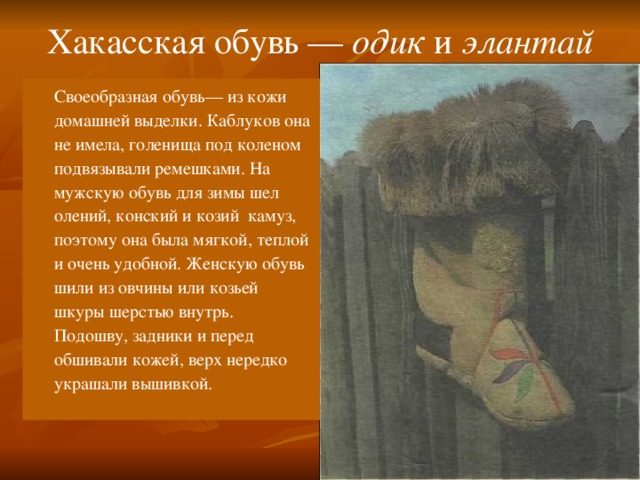 Хакасская обувь — одик и элантай
Своеобразная обувь— из кожи
домашней выделки. Каблуков она
не имела, голенища под коленом
подвязывали ремешками. На
мужскую обувь для зимы шел
олений, конский и козий камуз,
поэтому она была мягкой, теплой
и очень удобной. Женскую обувь
шили из овчины или козьей
шкуры шерстью внутрь.
Подошву, задники и перед
обшивали кожей, верх нередко
украшали вышивкой.